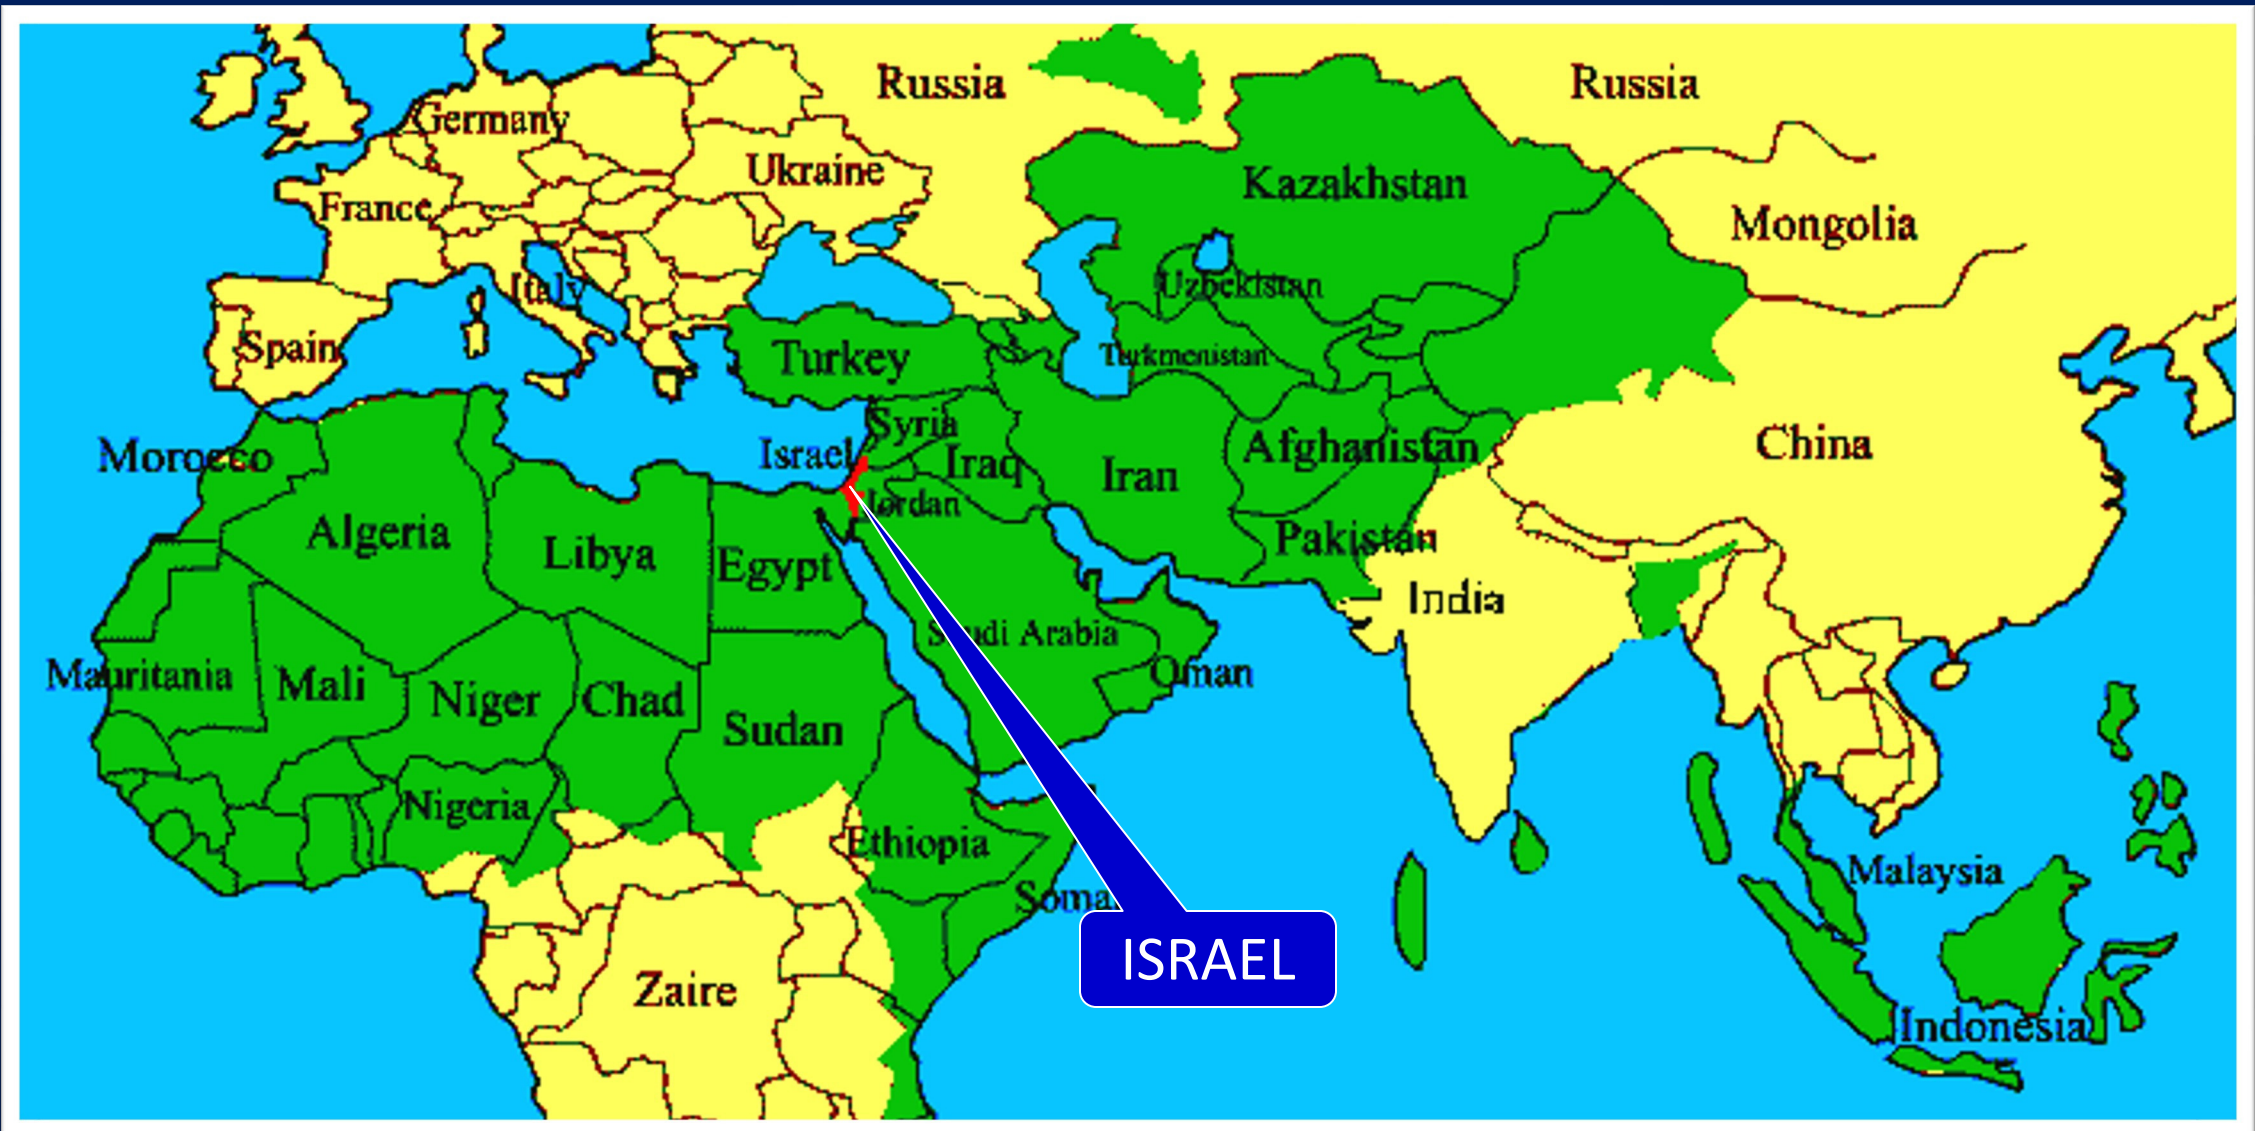 Russia
Russia
Germany
Ukraine
Kazakhstan
France
Mongolia
Italy
Uzbekistan
Spain
Turkey
Turkmenistan
Syria
China
Morocco
Israel
Iraq
Afghanistan
Iran
Jordan
Algeria
Libya
Egypt
Pakistan
India
Saudi Arabia
Mauritania
Mali
Niger
Chad
Oman
Sudan
Nigeria
Ethiopia
Malaysia
Soma
ISRAEL
Zaire
Indonesia